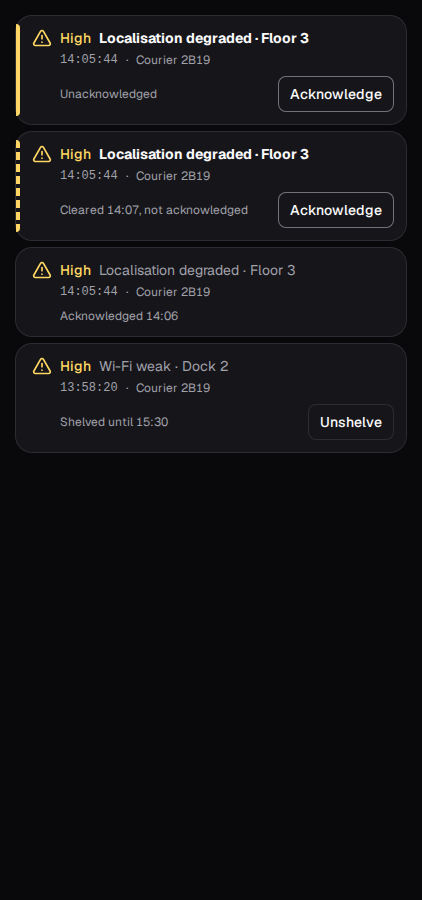 High Localisation degraded · Floor 3
14:05:44 · Courier 2B19
Unacknowledged Acknowledge
High Localisation degraded · Floor 3
14:05:44 · Courier 2B19
Cleared 14:07, not acknowledged Acknowledge
High Localisation degraded · Floor 3
14:05:44 · Courier 2B19
Acknowledged 14:06
High Wi-Fi weak · Dock 2
13:58:20 · Courier 2B19
Shelved until 15:30 Unshelve